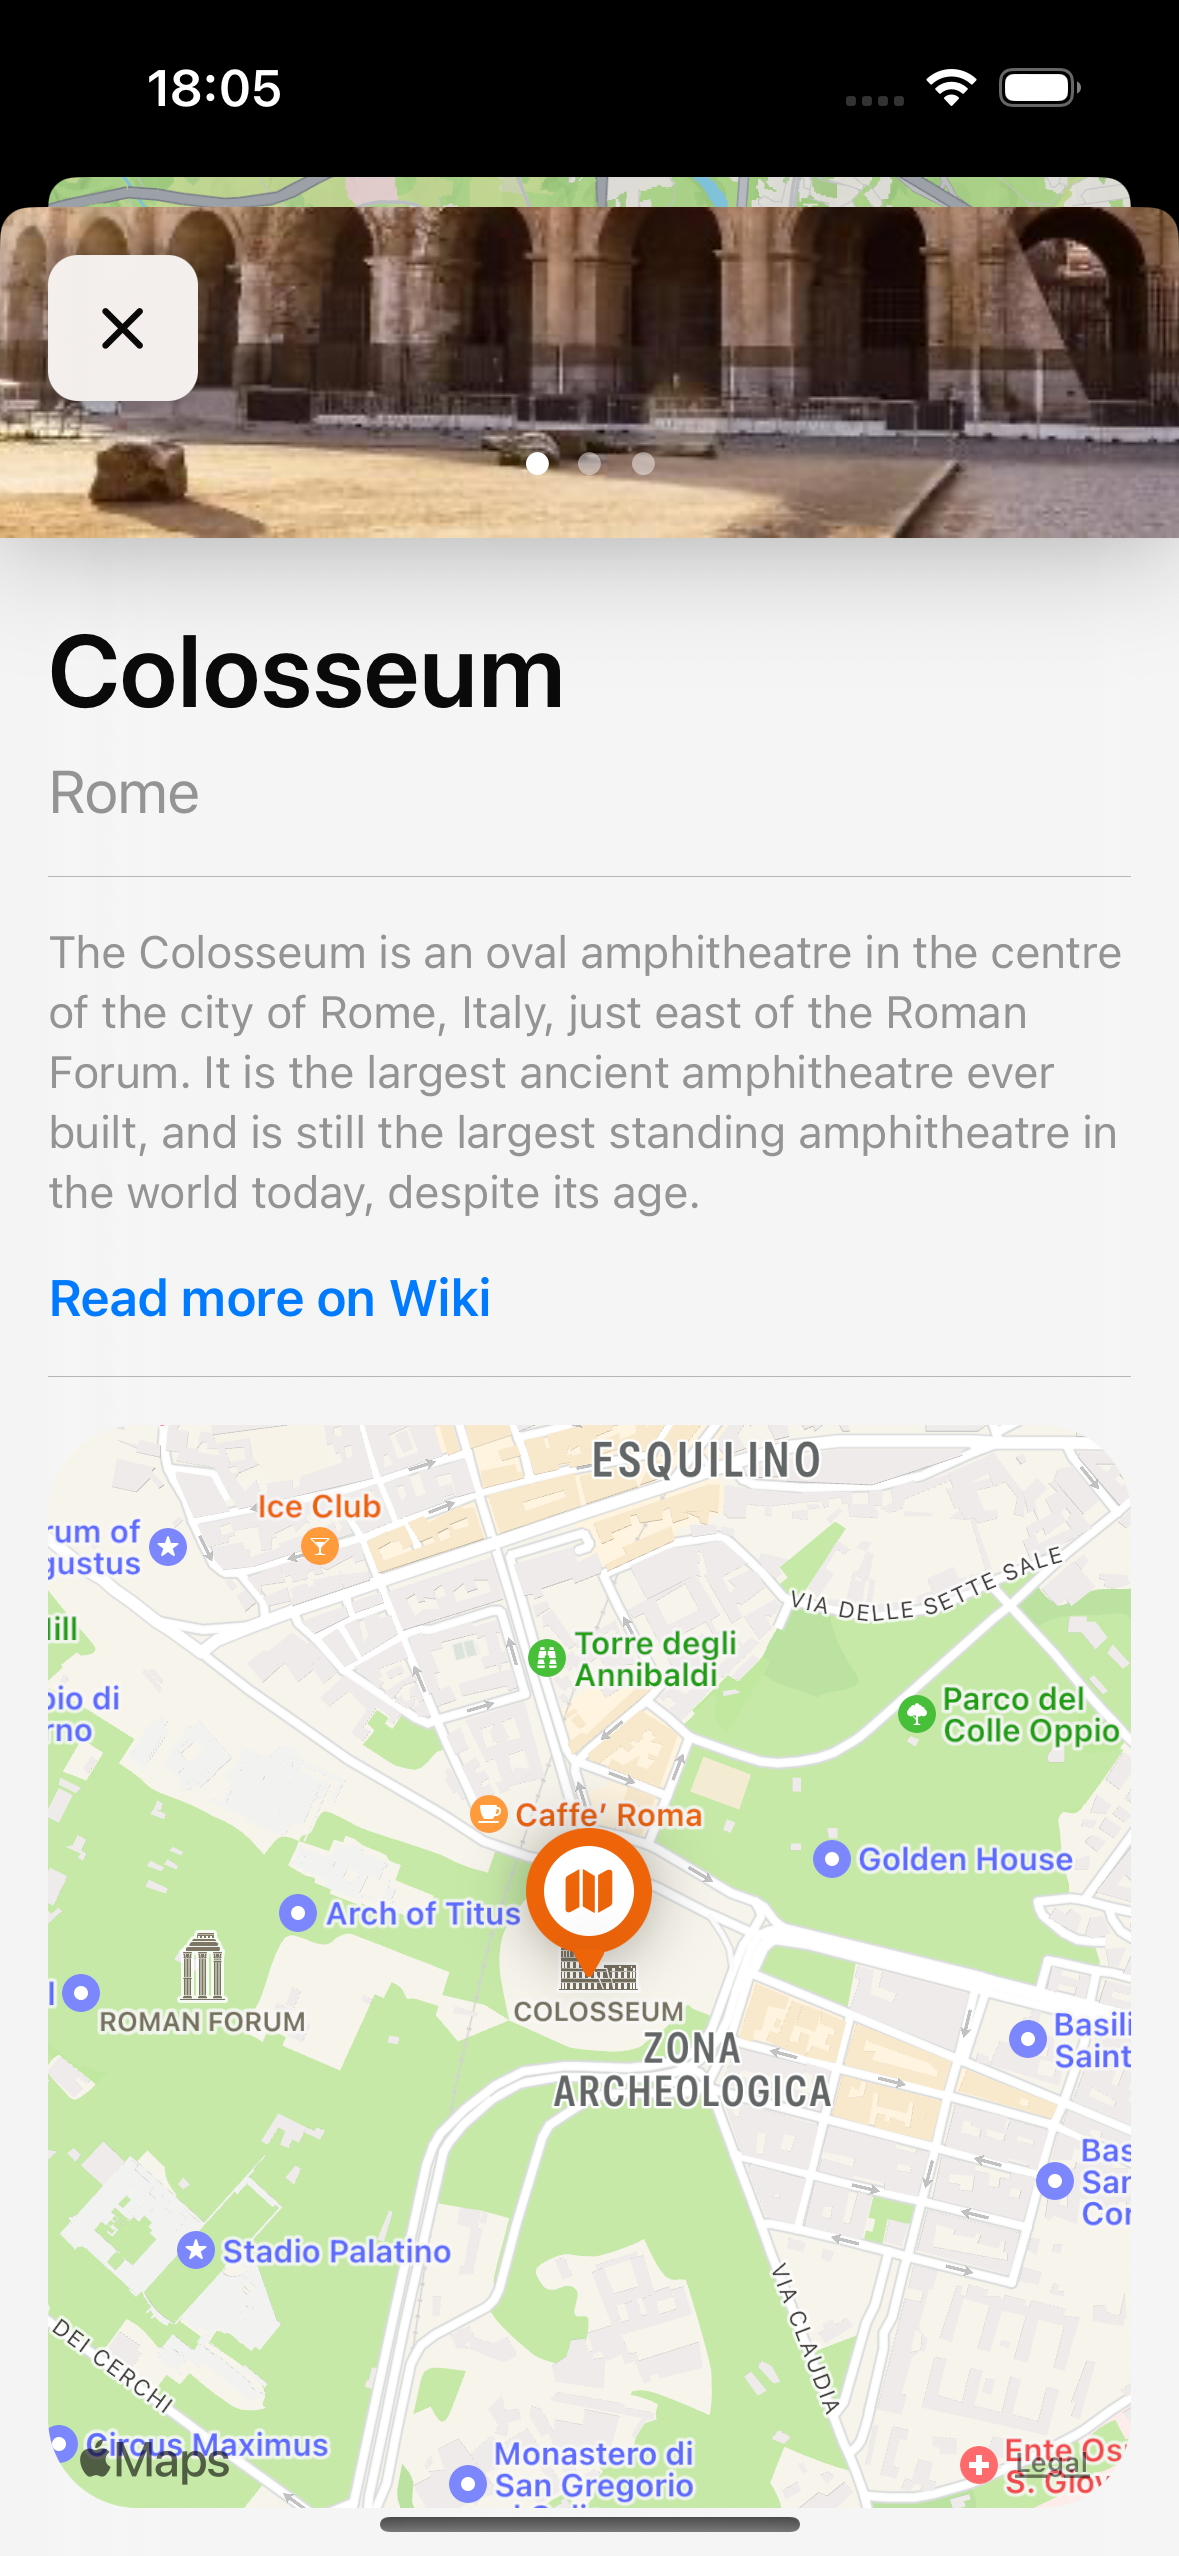 18:05
Colosseum
Rome
The Colosseum is an oval amphitheatre in the centre
of the city of Rome, Italy, just east of the Roman
Forum. It is the largest ancient amphitheatre ever
built, and is still the largest standing amphitheatre in
the world today, despite its age.
Read more on Wiki
ESQUILINO
Ice Club
rum of
gustus
VIA DELLE SETTE SALE
Torre degli
Annibaldi
Parco del
Colle Oppio
rno
Caffe' Roma
Golden House
Arch of Titus
ROMAN FORUM
COLOSSEUM
ZONA
ARCHEOLOGICA
Basili
Saint
Bas
San
Stadio Palatino
VIA CLAUDIA
DEI CERCHI
Circus Maximus
Maps
Monastero di
San Gregorio
Ente Os
S. Giov
Legal